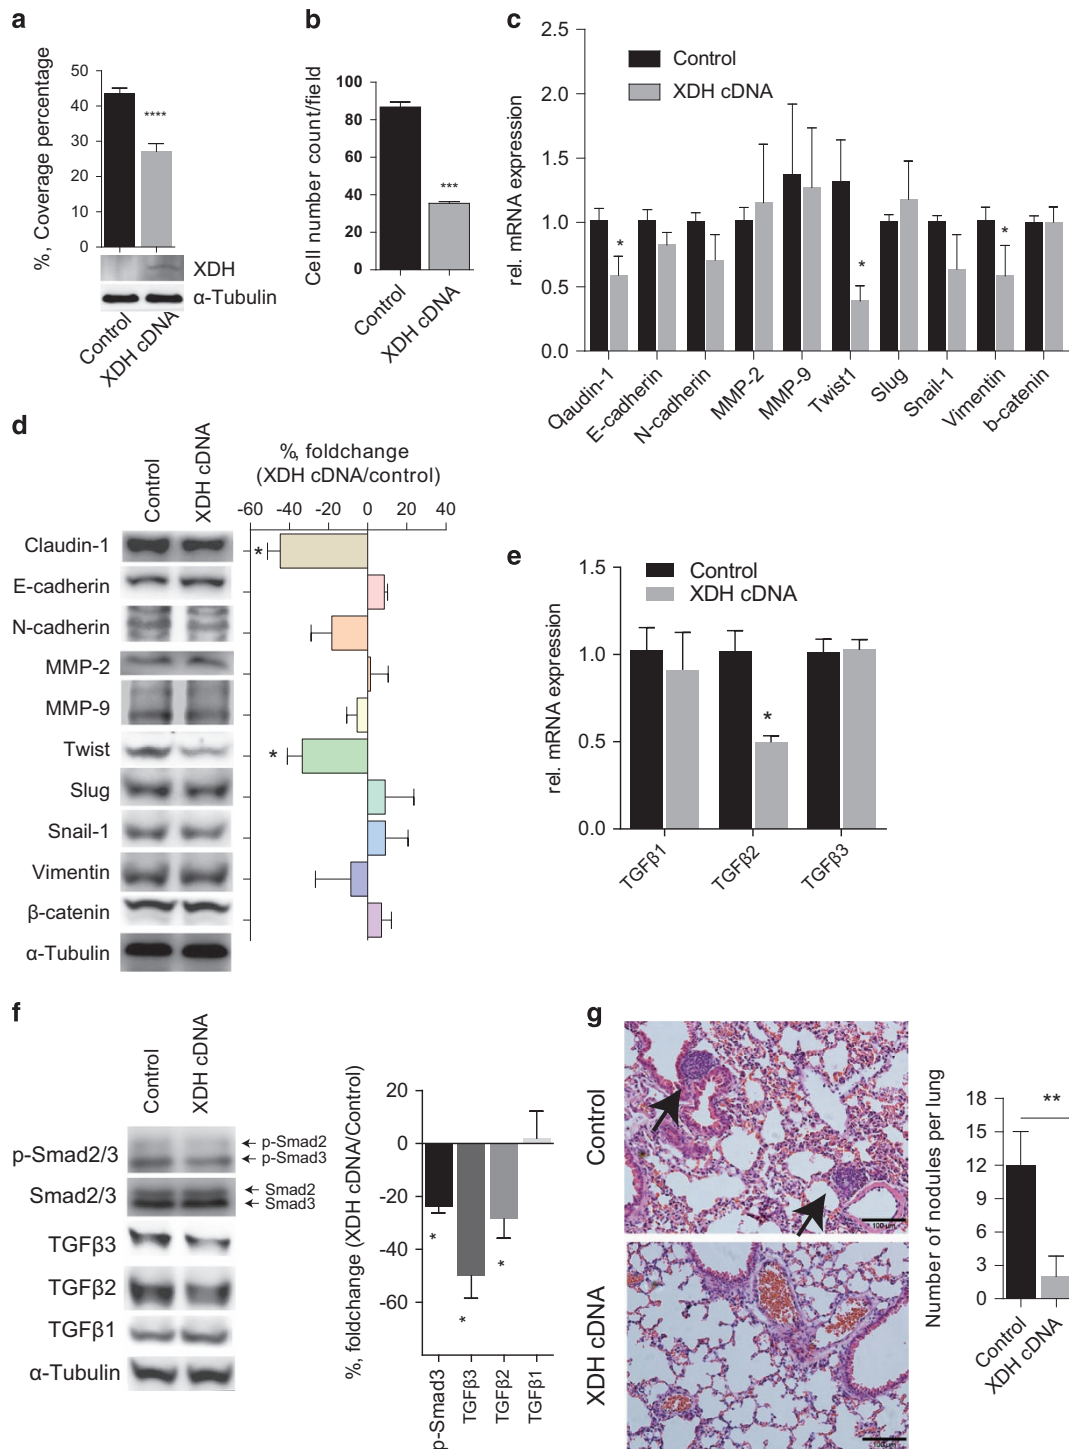 a
%, Coverage percentage
50
40
30
20
10
0
****
XDH
α-Tubulin
Control
XDH cDNA
b
Cell number count/field
100
80
60
40
20
0
***
Control
XDH cDNA
c
rel. mRNA expression
2.5
2.0
1.5
1.0
0.5
0.0
Control
XDH cDNA
*
*
*
Qaudin-1
E-cadherin
N-cadherin
MMP-2
MMP-9
Twist1
Slug
Snail-1
Vimentin
b-catenin
d
Control
XDH cDNA
%, foldchange
(XDH cDNA/control)
-60 -40 -20 0 20 40
Claudin-1
*
E-cadherin
N-cadherin
MMP-2
MMP-9
Twist
*
Slug
Snail-1
Vimentin
β-catenin
α-Tubulin
e
rel. mRNA expression
1.5
1.0
0.5
0.0
Control
XDH cDNA
*
TGFβ1
TGFβ2
TGFβ3
f
Control
XDH cDNA
p-Smad2/3
p-Smad2
p-Smad3
Smad2/3
Smad2
Smad3
TGFβ3
TGFβ2
TGFβ1
α-Tubulin
%, foldchange (XDH cDNA/Control)
20
0
-20
-40
-60
*
*
*
p-Smad3
TGFβ3
TGFβ2
TGFβ1
g
Control
100 μm
XDH cDNA
100 μm
Number of nodules per lung
18
15
12
9
6
3
0
**
Control
XDH cDNA